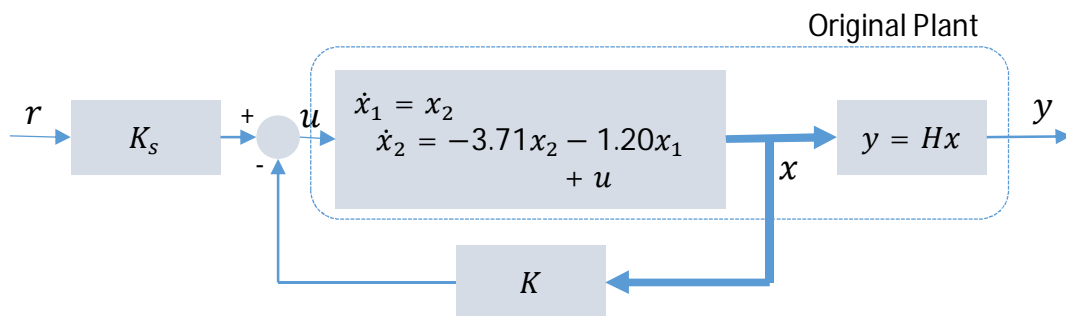 Original Plant
r
K_s
+
-
u
ẋ₁ = x₂
ẋ₂ = −3.71x₂ − 1.20x₁
+ u
x
y = Hx
y
K